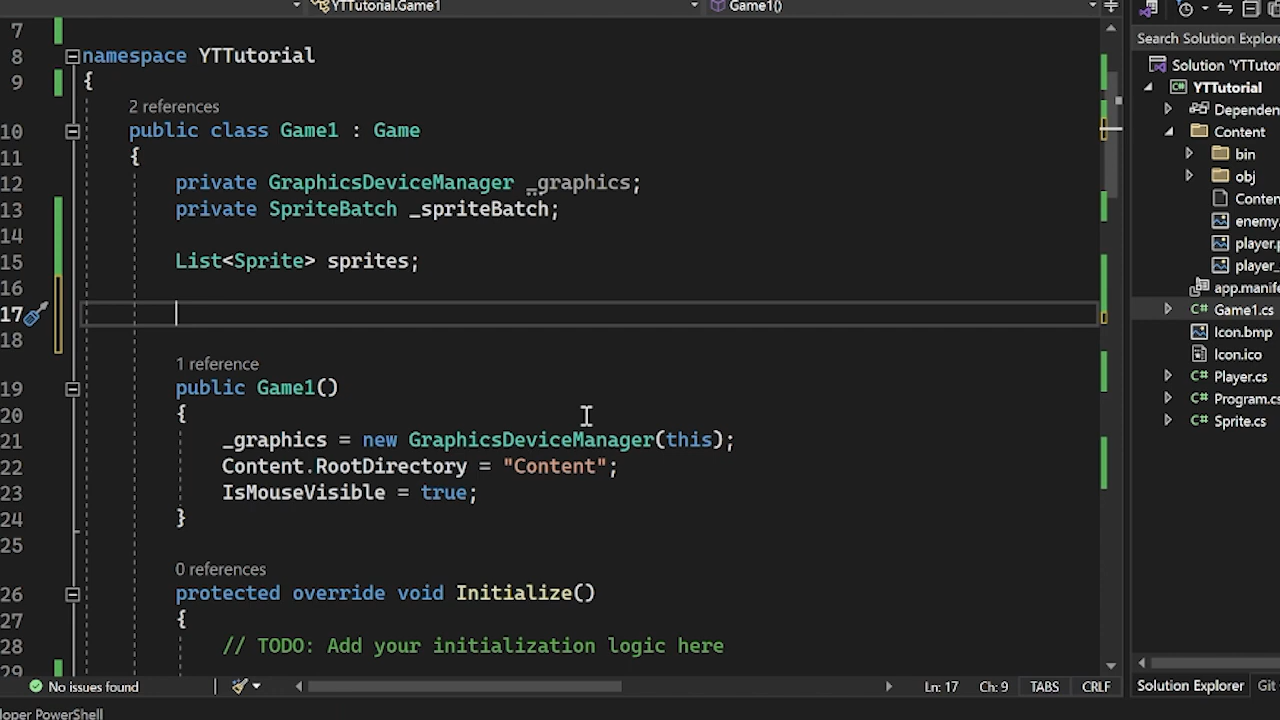 YTTutorial.Game1
Game1()
7
8 namespace YTTutorial
9 {
2 references
10 public class Game1 : Game
11 {
12 private GraphicsDeviceManager _graphics;
13 private SpriteBatch _spriteBatch;
14
15 List<Sprite> sprites;
16
17
18
1 reference
19 public Game1()
20 {
21 _graphics = new GraphicsDeviceManager(this);
22 Content.RootDirectory = "Content";
23 IsMouseVisible = true;
24 }
25
0 references
26 protected override void Initialize()
27 {
28 // TODO: Add your initialization logic here
29
No issues found
Ln: 17 Ch: 9 TABS CRLF
Search Solution Explore
Solution 'YTTutor
YTTutorial
Dependen
Content
bin
obj
Conten
enemy.
player.p
player_
app.manife
Game1.cs
Icon.bmp
Icon.ico
Player.cs
Program.cs
Sprite.cs
Solution Explorer Git
loper PowerShell